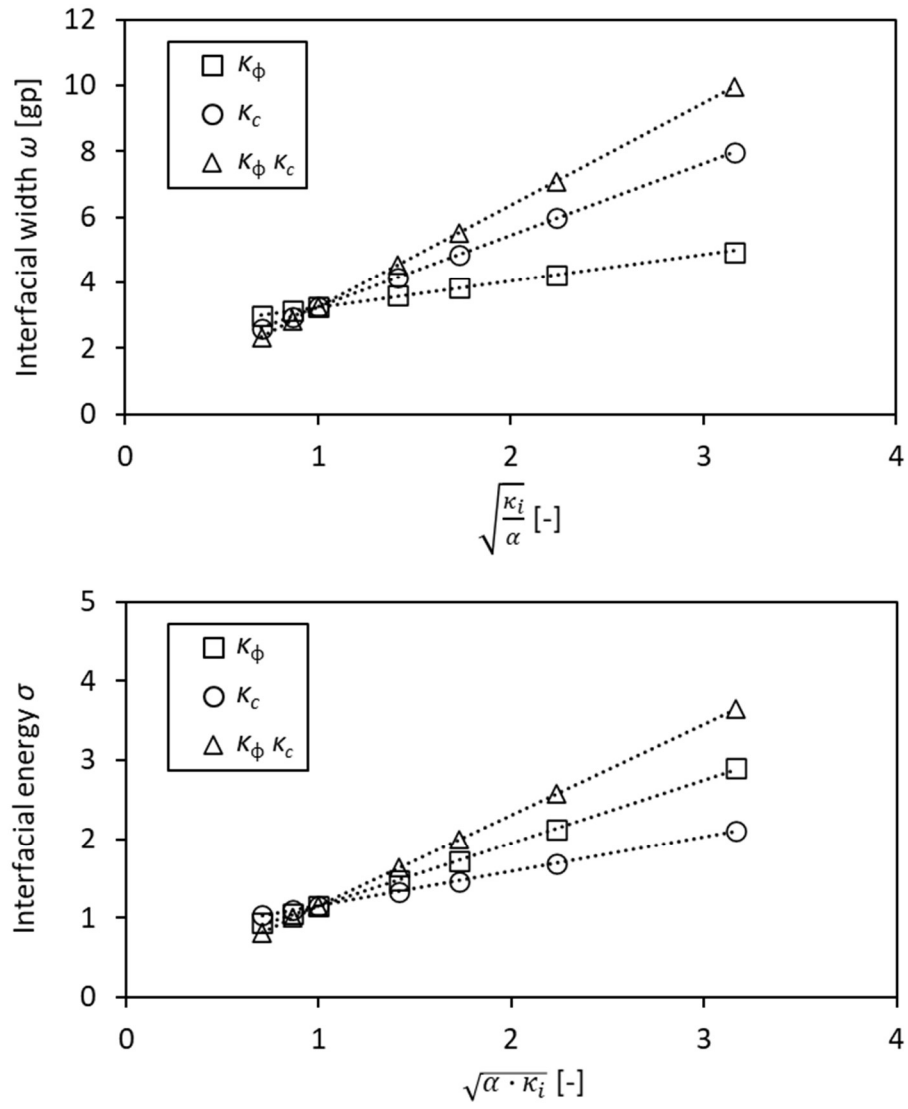 Interfacial width ω [gp]
12
10
8
6
4
2
0
κϕ
κc
κϕ κc
0 1 2 3 4
√(κi/α) [-]
Interfacial energy σ
5
4
3
2
1
0
κϕ
κc
κϕ κc
0 1 2 3 4
√(α · κi) [-]